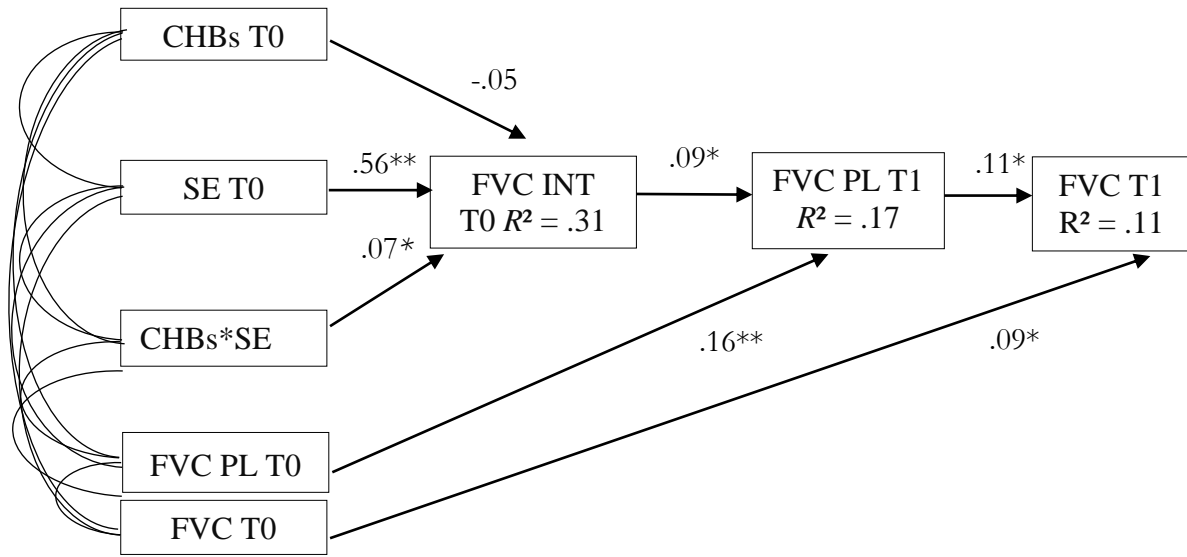 CHBs T0
-.05
SE T0
.56**
FVC INT
T0 R² = .31
.09*
FVC PL T1
R² = .17
.11*
FVC T1
R² = .11
.07*
CHBs*SE
.16**
.09*
FVC PL T0
FVC T0